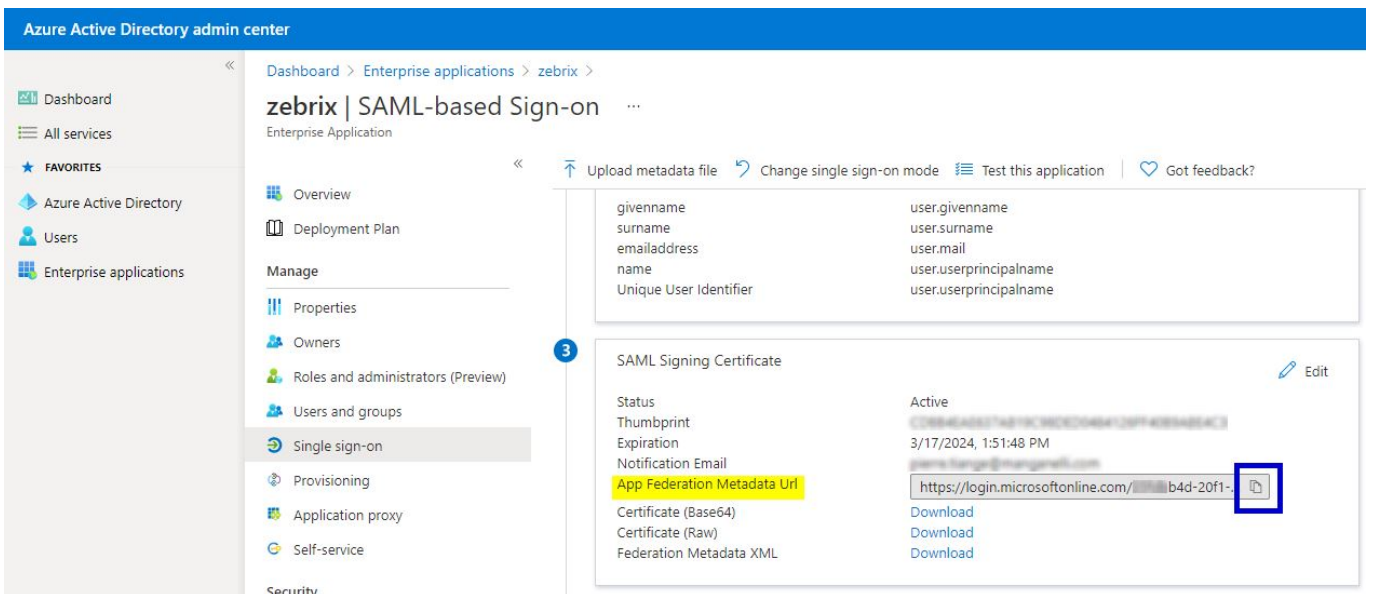 Azure Active Directory admin center
«
Dashboard
All services
FAVORITES
Azure Active Directory
Users
Enterprise applications
Dashboard > Enterprise applications > zebrix >
zebrix | SAML-based Sign-on ...
Enterprise Application
«
Overview
Deployment Plan
Manage
Properties
Owners
Roles and administrators (Preview)
Users and groups
Single sign-on
Provisioning
Application proxy
Self-service
Security
Upload metadata file Change single sign-on mode Test this application Got feedback?
givenname user.givenname
surname user.surname
emailaddress user.mail
name user.userprincipalname
Unique User Identifier user.userprincipalname
3
SAML Signing Certificate
Edit
Status Active
Thumbprint
Expiration 3/17/2024, 1:51:48 PM
Notification Email
App Federation Metadata Url https://login.microsoftonline.com/ b4d-20f1-...
Certificate (Base64) Download
Certificate (Raw) Download
Federation Metadata XML Download